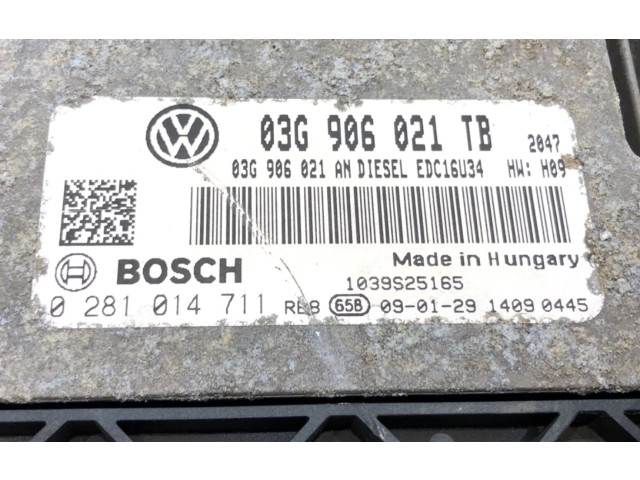 03G 906 021 TB 2047
03G 906 021 AN DIESEL EDC16U34 HW: H09
Made in Hungary
BOSCH 1039S25165
0 281 014 711 RE8 65B 09-01-29 1409 0445